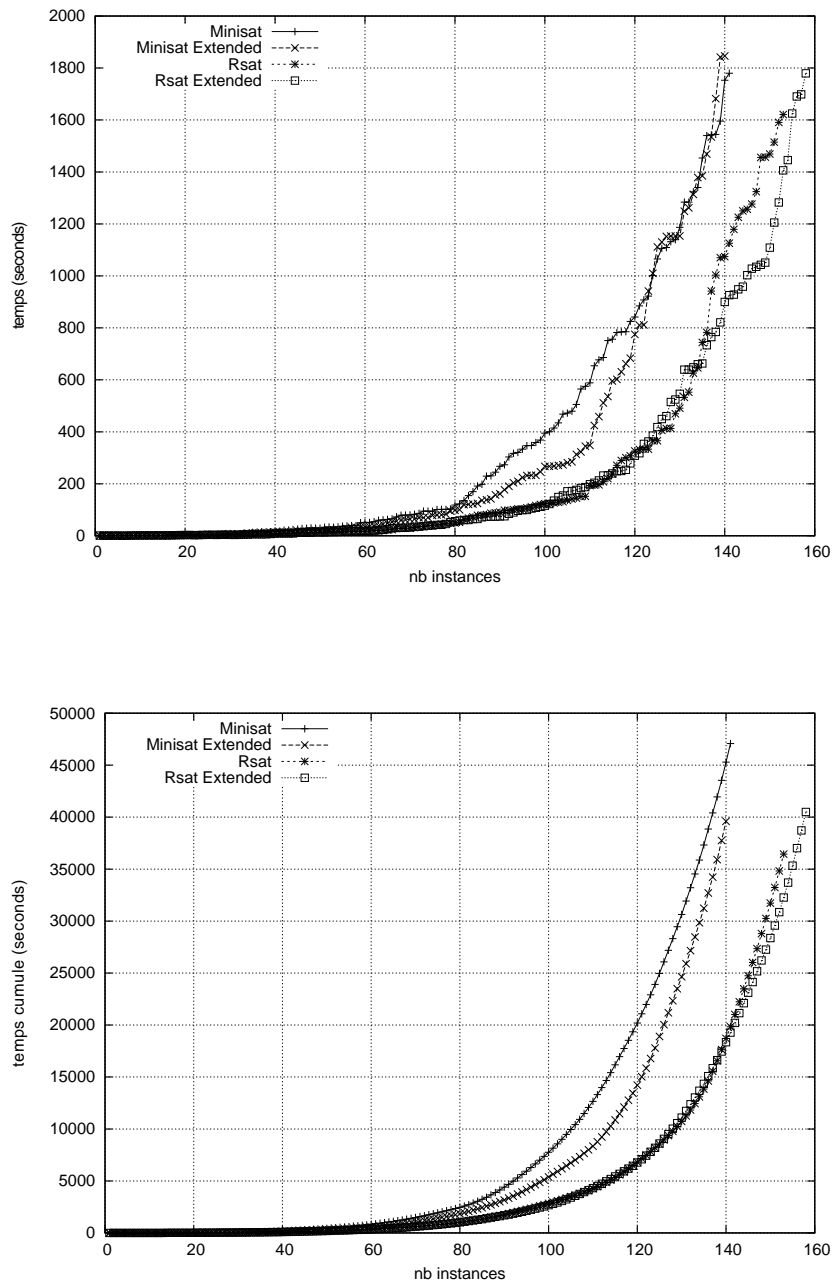 2000
1800
1600
1400
1200
1000
800
600
400
200
0
temps (seconds)
Minisat
Minisat Extended
Rsat
Rsat Extended
0 20 40 60 80 100 120 140 160
nb instances
50000
45000
40000
35000
30000
25000
20000
15000
10000
5000
0
temps cumule (seconds)
Minisat
Minisat Extended
Rsat
Rsat Extended
0 20 40 60 80 100 120 140 160
nb instances